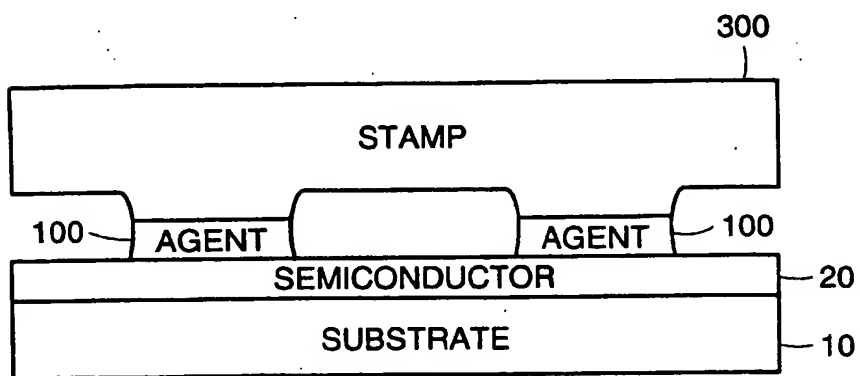 300
STAMP
100 AGENT AGENT 100
SEMICONDUCTOR 20
SUBSTRATE 10